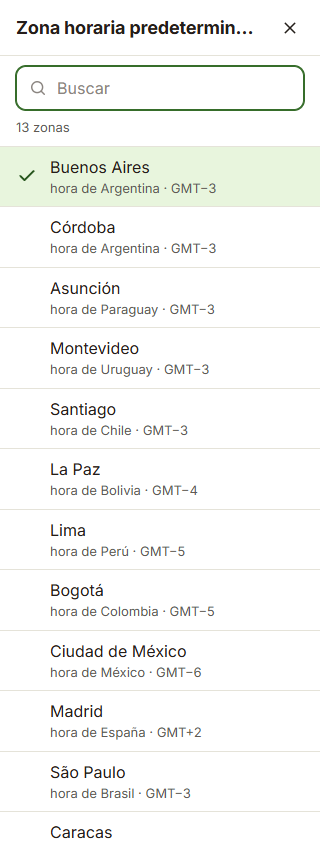 Zona horaria predetermin...
Buscar
13 zonas
Buenos Aires
hora de Argentina · GMT−3
Córdoba
hora de Argentina · GMT−3
Asunción
hora de Paraguay · GMT−3
Montevideo
hora de Uruguay · GMT−3
Santiago
hora de Chile · GMT−3
La Paz
hora de Bolivia · GMT−4
Lima
hora de Perú · GMT−5
Bogotá
hora de Colombia · GMT−5
Ciudad de México
hora de México · GMT−6
Madrid
hora de España · GMT+2
São Paulo
hora de Brasil · GMT−3
Caracas